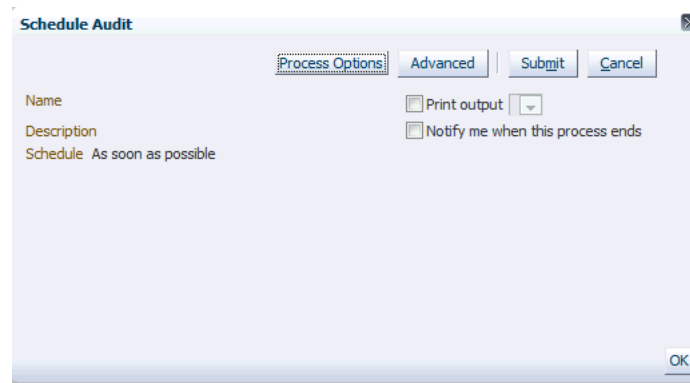 Schedule Audit
Process Options Advanced Submit Cancel
Name
Print output
Description
Notify me when this process ends
Schedule As soon as possible
OK